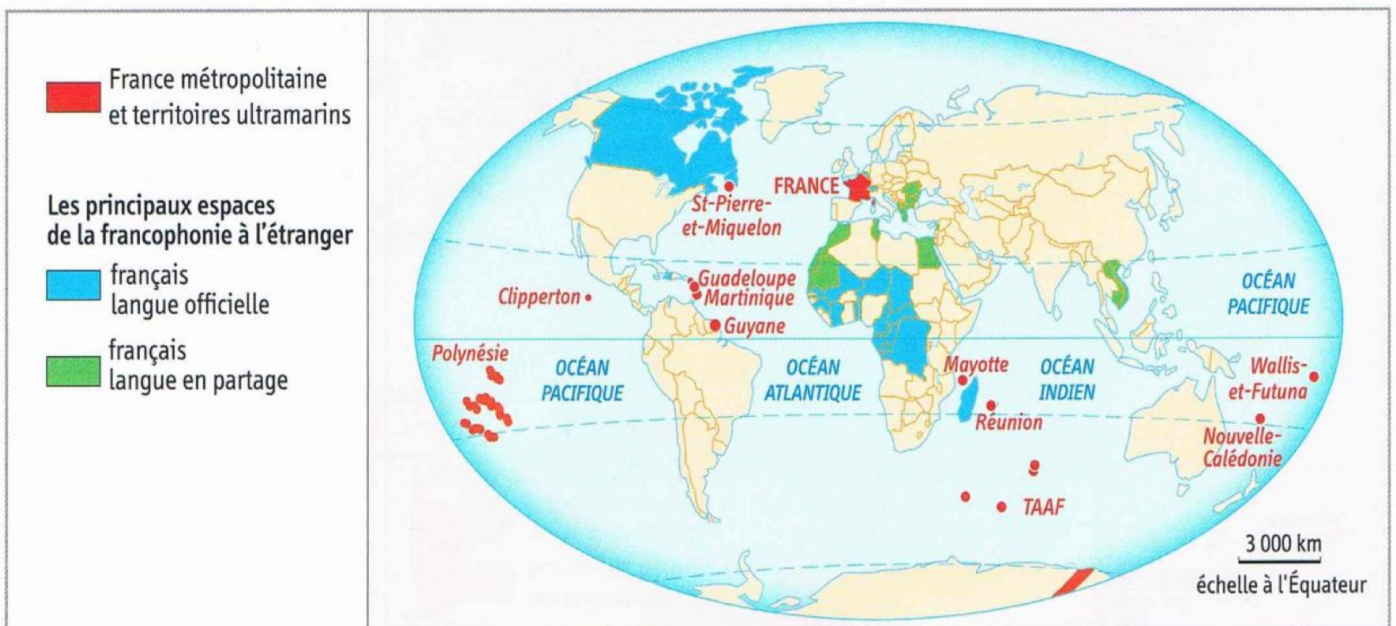 France métropolitaine
et territoires ultramarins
Les principaux espaces
de la francophonie à l'étranger
français
langue officielle
français
langue en partage
FRANCE
St-Pierre-
et-Miquelon
Guadeloupe
Martinique
Clipperton
Guyane
Polynésie
OCÉAN
PACIFIQUE
OCÉAN
ATLANTIQUE
Mayotte
OCÉAN
INDIEN
Réunion
OCÉAN
PACIFIQUE
Wallis-
et-Futuna
Nouvelle-
Calédonie
TAAF
3 000 km
échelle à l'Équateur